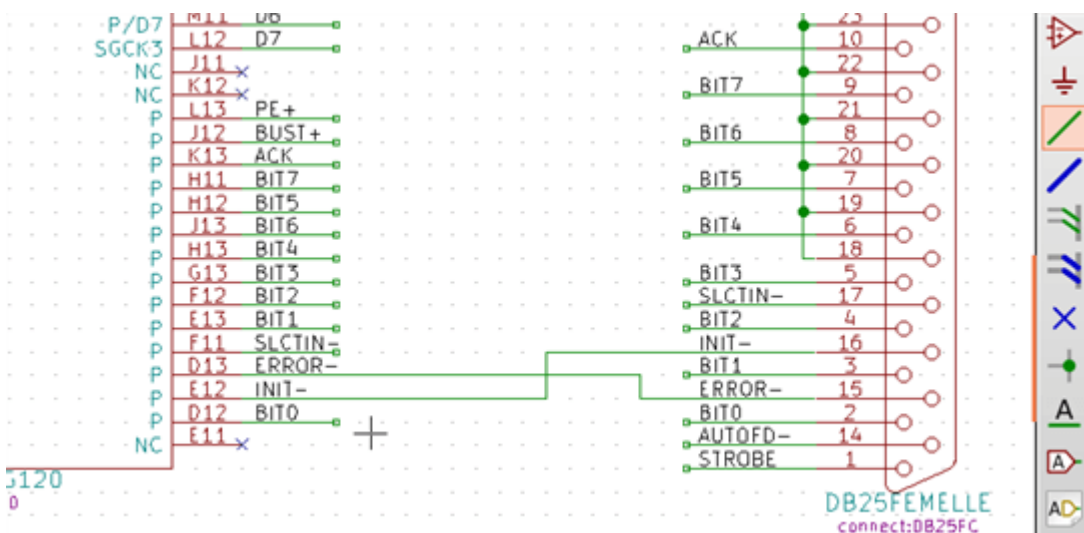 P/D7 M11 D6
SGCK3 L12 D7
NC J11
NC K12
P L13 PE+
P J12 BUST+
P K13 ACK
P H11 BIT7
P H12 BIT5
P J13 BIT6
P H13 BIT4
P G13 BIT3
P F12 BIT2
P E13 BIT1
P F11 SLCTIN-
P D13 ERROR-
P E12 INIT-
P D12 BIT0
NC E11
G120
23
ACK 10
22
BIT7 9
21
BIT6 8
20
BIT5 7
19
BIT4 6
18
BIT3 5
SLCTIN- 17
BIT2 4
INIT- 16
BIT1 3
ERROR- 15
BIT0 2
AUTOFD- 14
STROBE 1
DB25FEMELLE
connect:DB25FC
A
A
AD